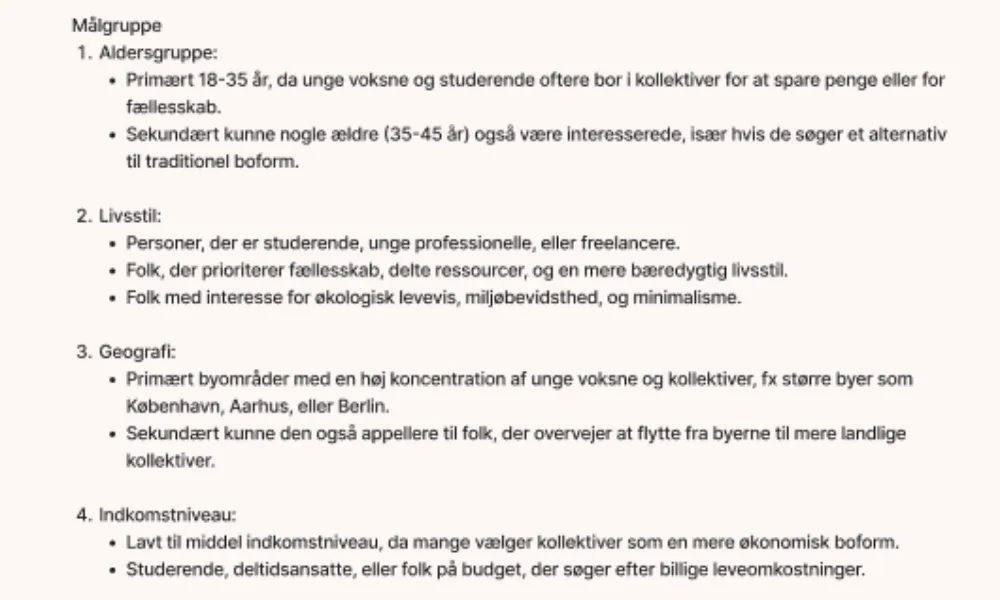 Målgruppe
1. Aldersgruppe:
• Primært 18-35 år, da unge voksne og studerende oftere bor i kollektiver for at spare penge eller for
fællesskab.
• Sekundært kunne nogle ældre (35-45 år) også være interesserede, især hvis de søger et alternativ
til traditionel boform.
2. Livsstil:
• Personer, der er studerende, unge professionelle, eller freelancere.
• Folk, der prioriterer fællesskab, delte ressourcer, og en mere bæredygtig livsstil.
• Folk med interesse for økologisk levevis, miljøbevidsthed, og minimalisme.
3. Geografi:
• Primært byområder med en høj koncentration af unge voksne og kollektiver, fx større byer som
København, Aarhus, eller Berlin.
• Sekundært kunne den også appellere til folk, der overvejer at flytte fra byerne til mere landlige
kollektiver.
4. Indkomstniveau:
• Lavt til middel indkomstniveau, da mange vælger kollektiver som en mere økonomisk boform.
• Studerende, deltidsansatte, eller folk på budget, der søger efter billige leveomkostninger.